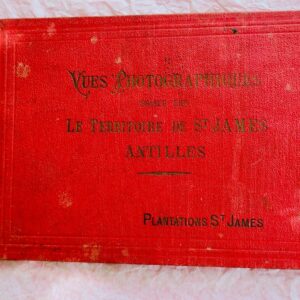 VUES PHOTOGRAPHIQUES
LE TERRITOIRE DE ST JAMES
ANTILLES
PLANTATIONS ST JAMES